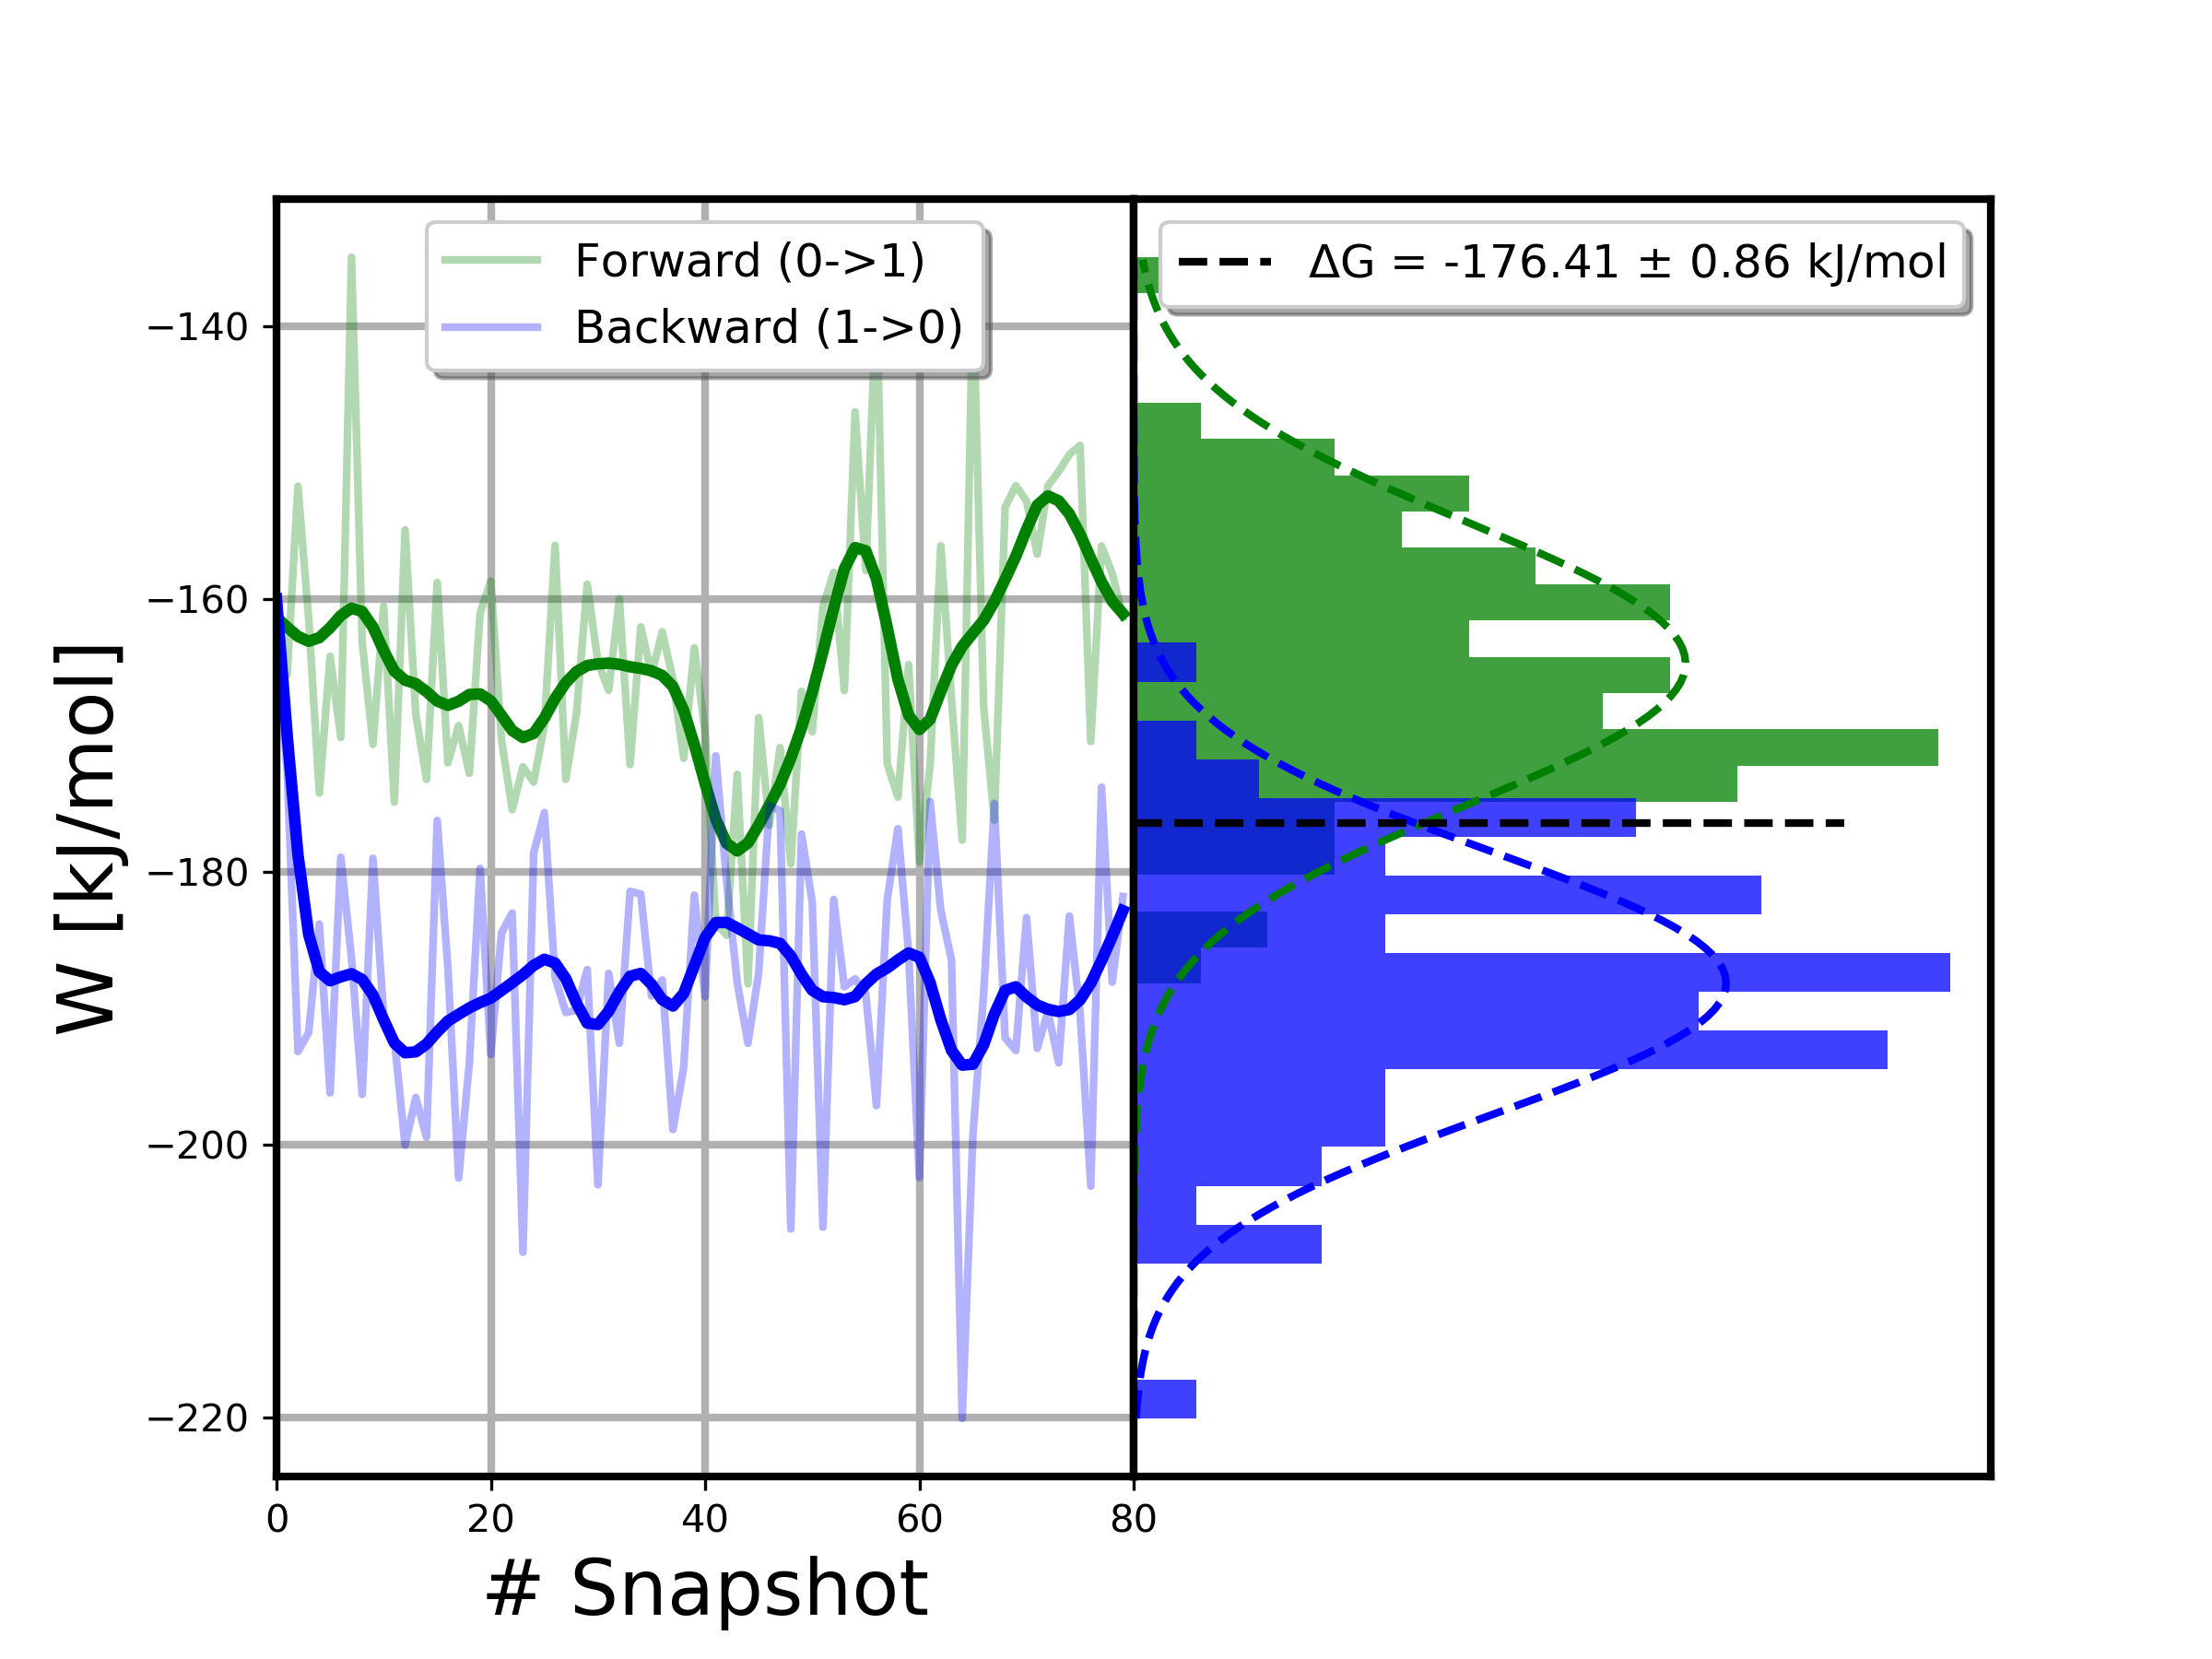 Forward (0->1)
Backward (1->0)
ΔG = -176.41 ± 0.86 kJ/mol
W [kJ/mol]
−140
−160
−180
−200
−220
0 20 40 60 80
# Snapshot